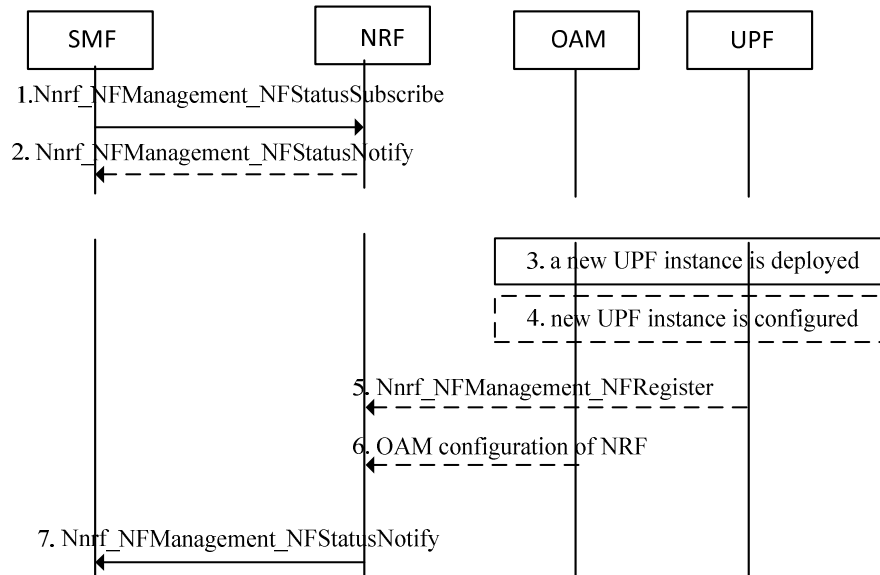 SMF
NRF
OAM
UPF
1.Nnrf_NFManagement_NFStatusSubscribe
2. Nnrf_NFManagement_NFStatusNotify
3. a new UPF instance is deployed
4. new UPF instance is configured
5. Nnrf_NFManagement_NFRegister
6. OAM configuration of NRF
7. Nnrf_NFManagement_NFStatusNotify